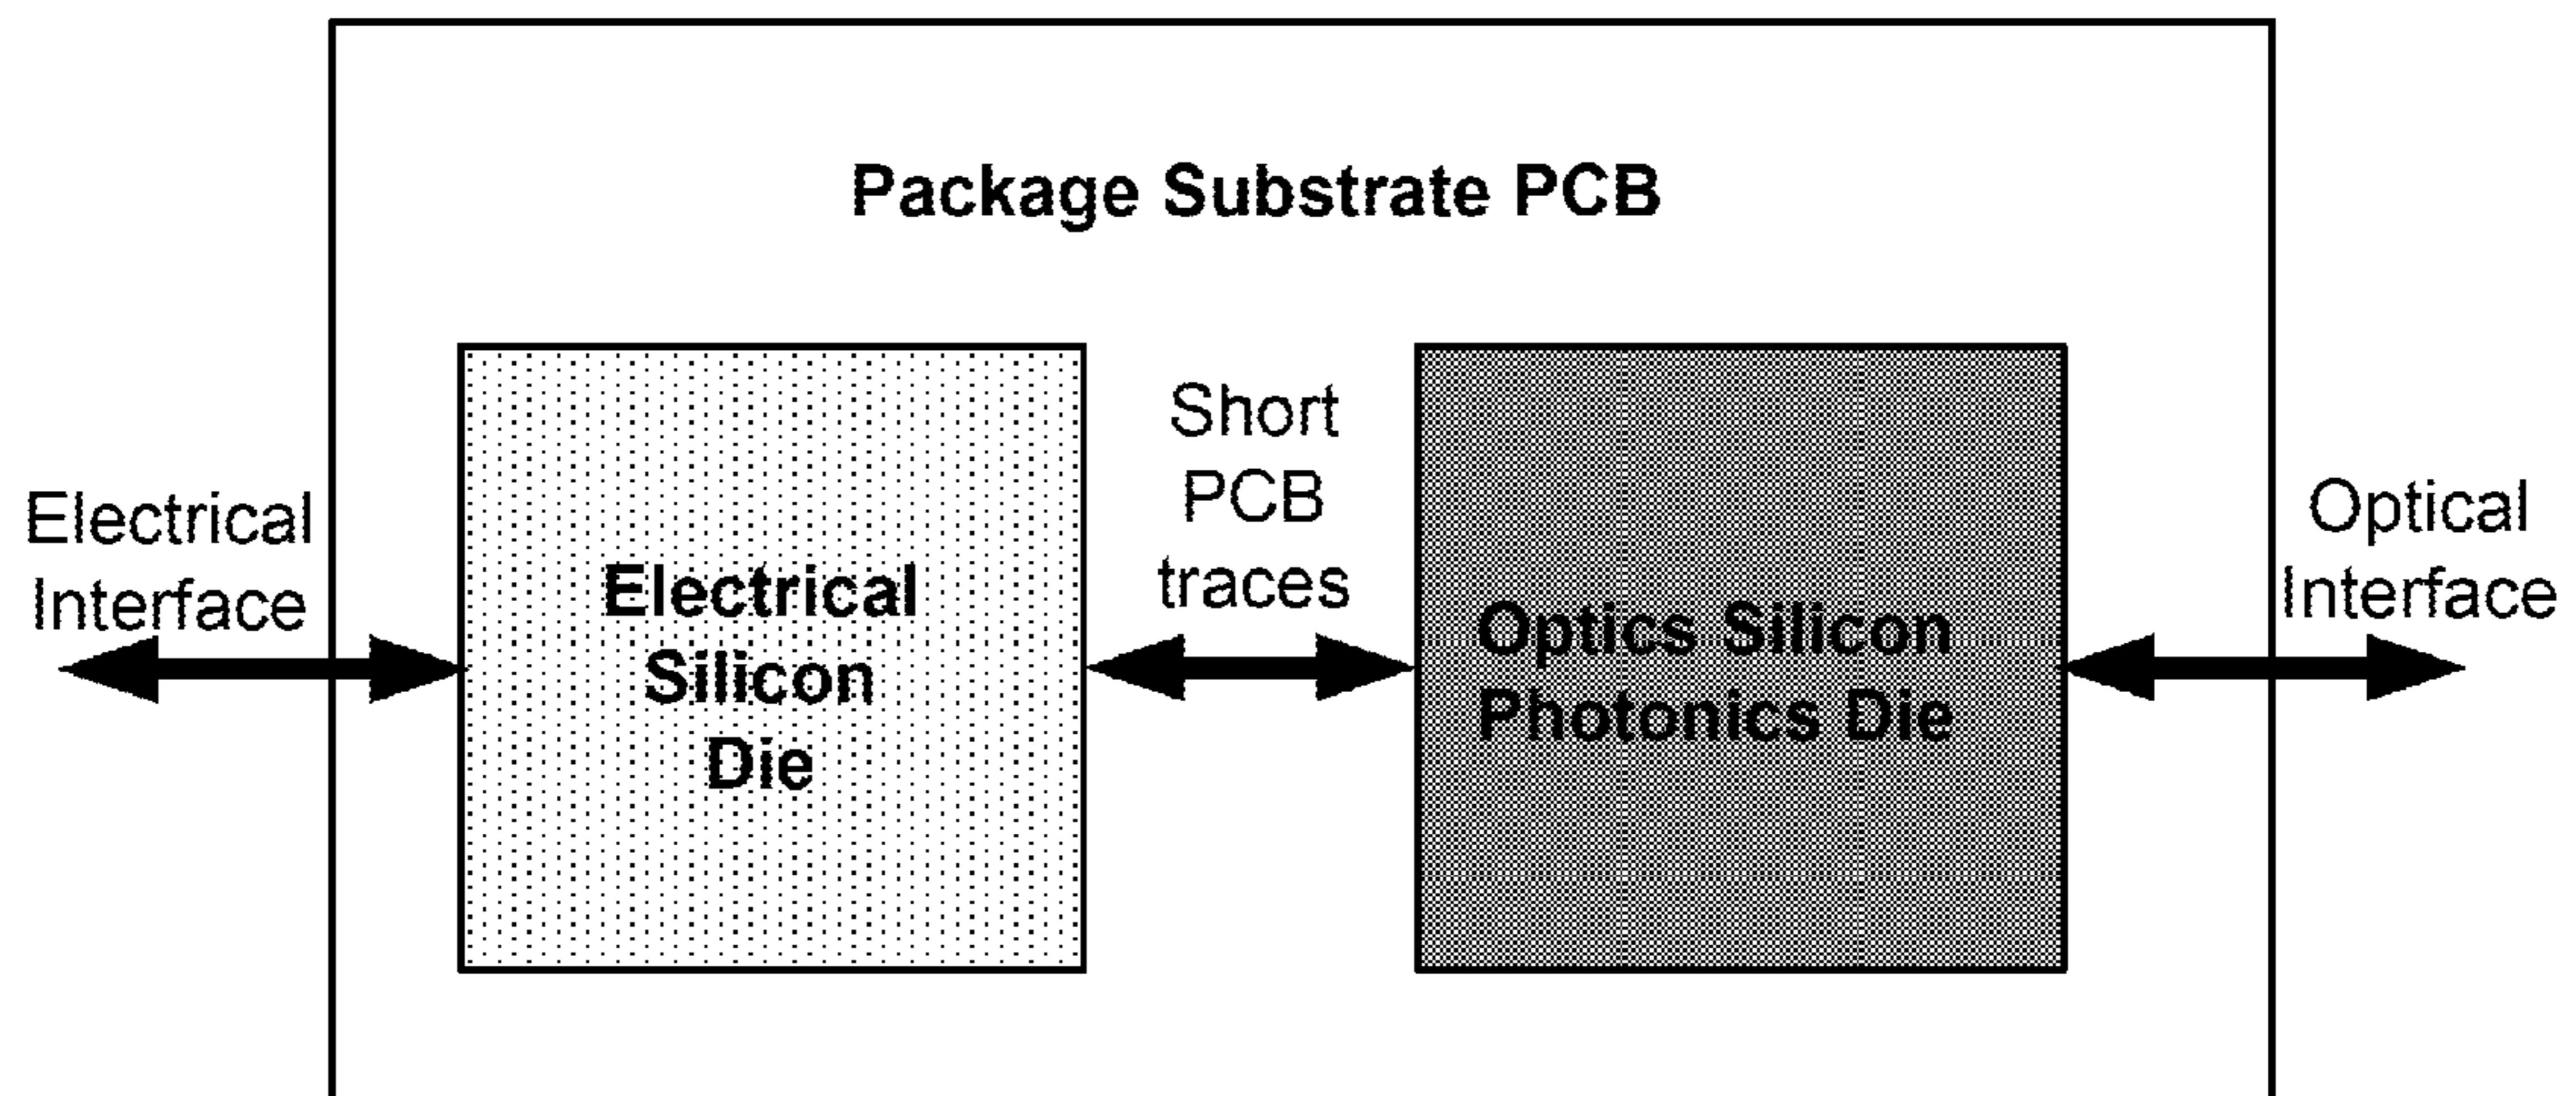 Package Substrate PCB
Electrical
Interface
Electrical
Silicon
Die
Short
PCB
traces
Optics Silicon
Photonics Die
Optical
Interface